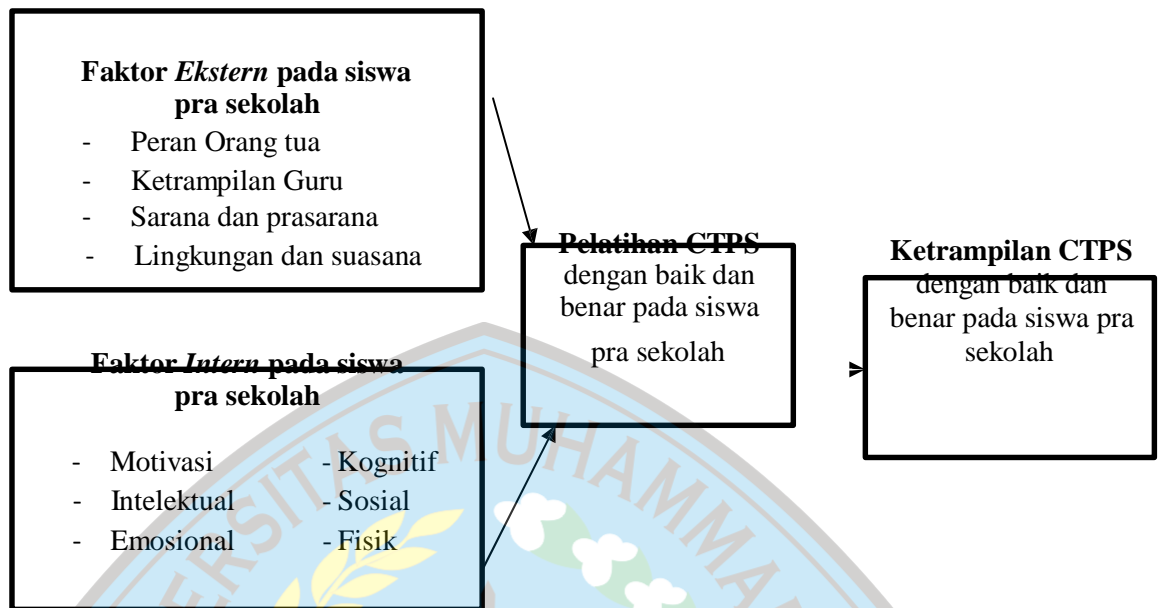 Faktor Ekstern pada siswa
pra sekolah
- Peran Orang tua
- Ketrampilan Guru
- Sarana dan prasarana
- Lingkungan dan suasana
Faktor Intern pada siswa
pra sekolah
- Motivasi - Kognitif
- Intelektual - Sosial
- Emosional - Fisik
Pelatihan CTPS
dengan baik dan
benar pada siswa
pra sekolah
Ketrampilan CTPS
dengan baik dan
benar pada siswa pra
sekolah
ERSITAS MUHAMMA